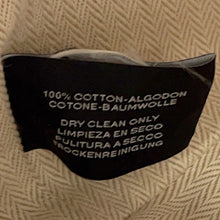 100% COTTON-ALGODON
COTONE-BAUMWOLLE
DRY CLEAN ONLY
LIMPIEZA EN SECO
PULITURA A SECCO
TROCKENREINIGUNG